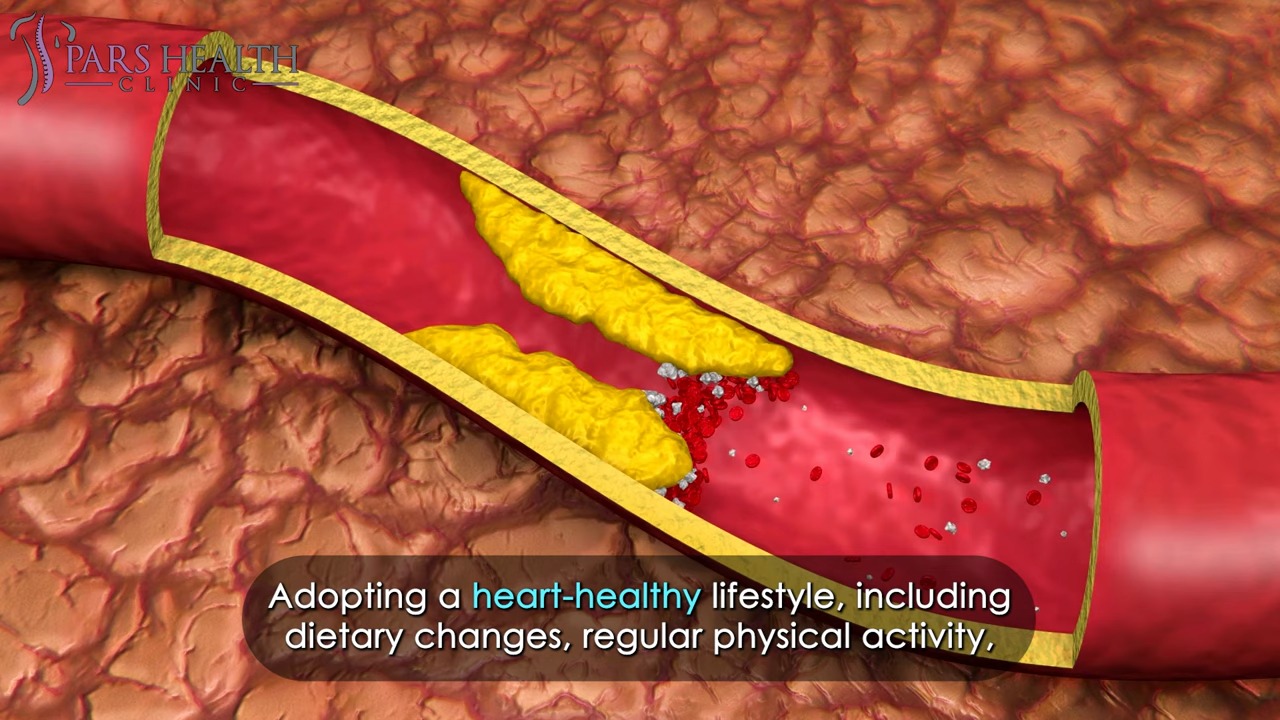 PARS HEALTH
CLINIC
Adopting a heart-healthy lifestyle, including
dietary changes, regular physical activity,